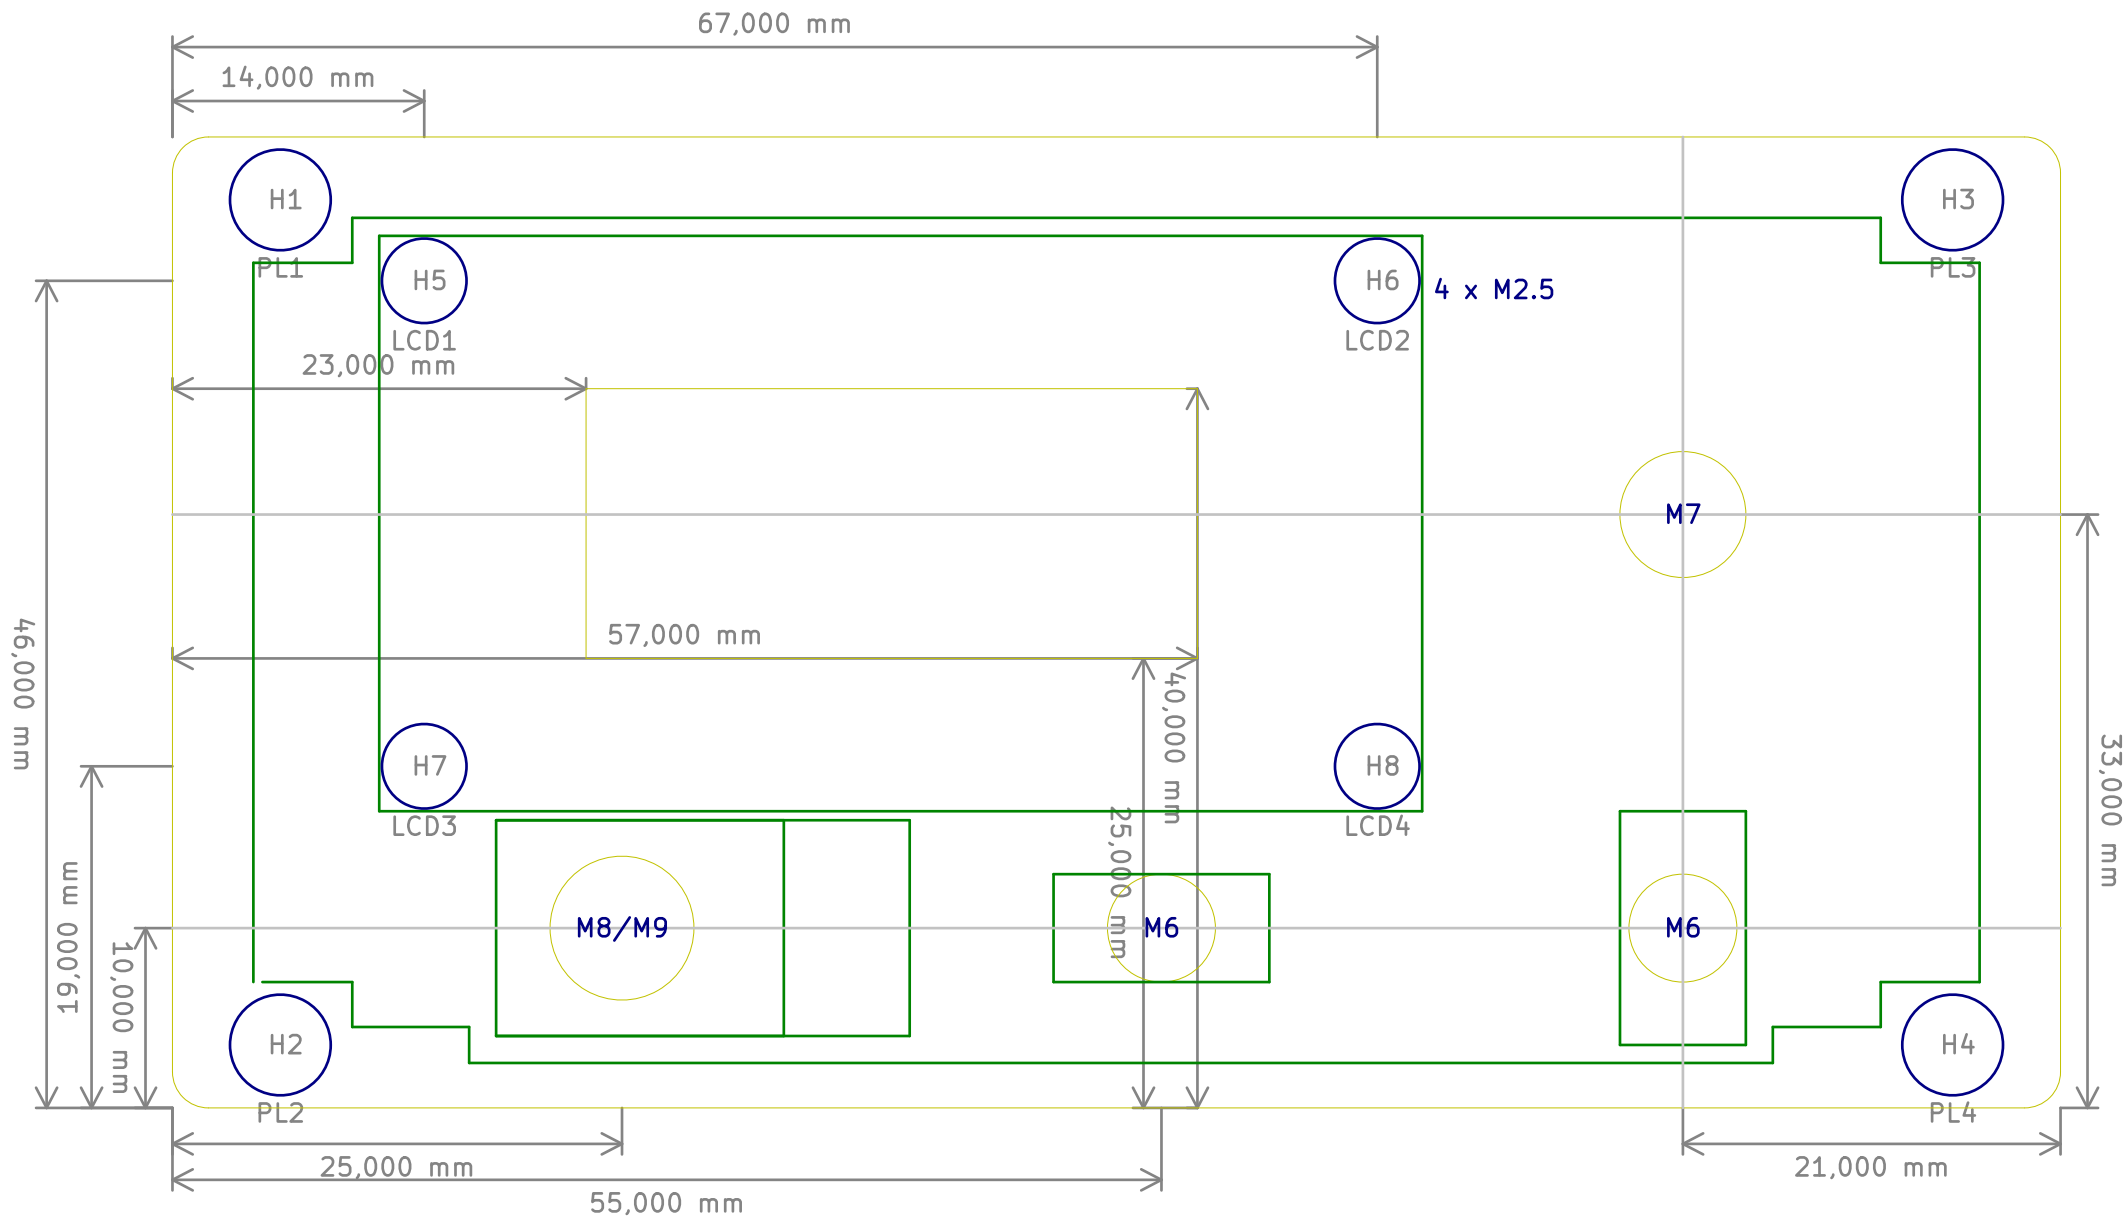 67,000 mm
14,000 mm
H1
H3
PL1
PL3
H5
H6
4 x M2.5
LCD1
LCD2
23,000 mm
M7
57,000 mm
46,000 mm
40,000 mm
33,000 mm
H7
H8
LCD3
LCD4
25,000 mm
19,000 mm
10,000 mm
M8/M9
M6
M6
H2
H4
PL2
PL4
25,000 mm
21,000 mm
55,000 mm